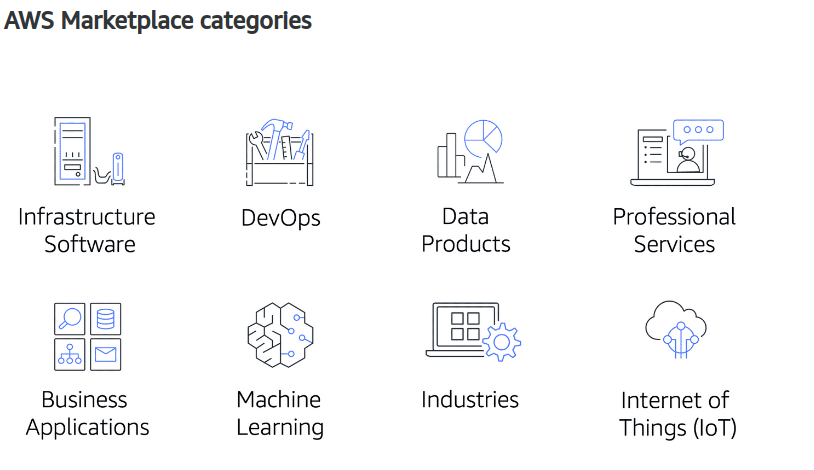 AWS Marketplace categories
Infrastructure
Software
DevOps
Data
Products
Professional
Services
Business
Applications
Machine
Learning
Industries
Internet of
Things (IoT)